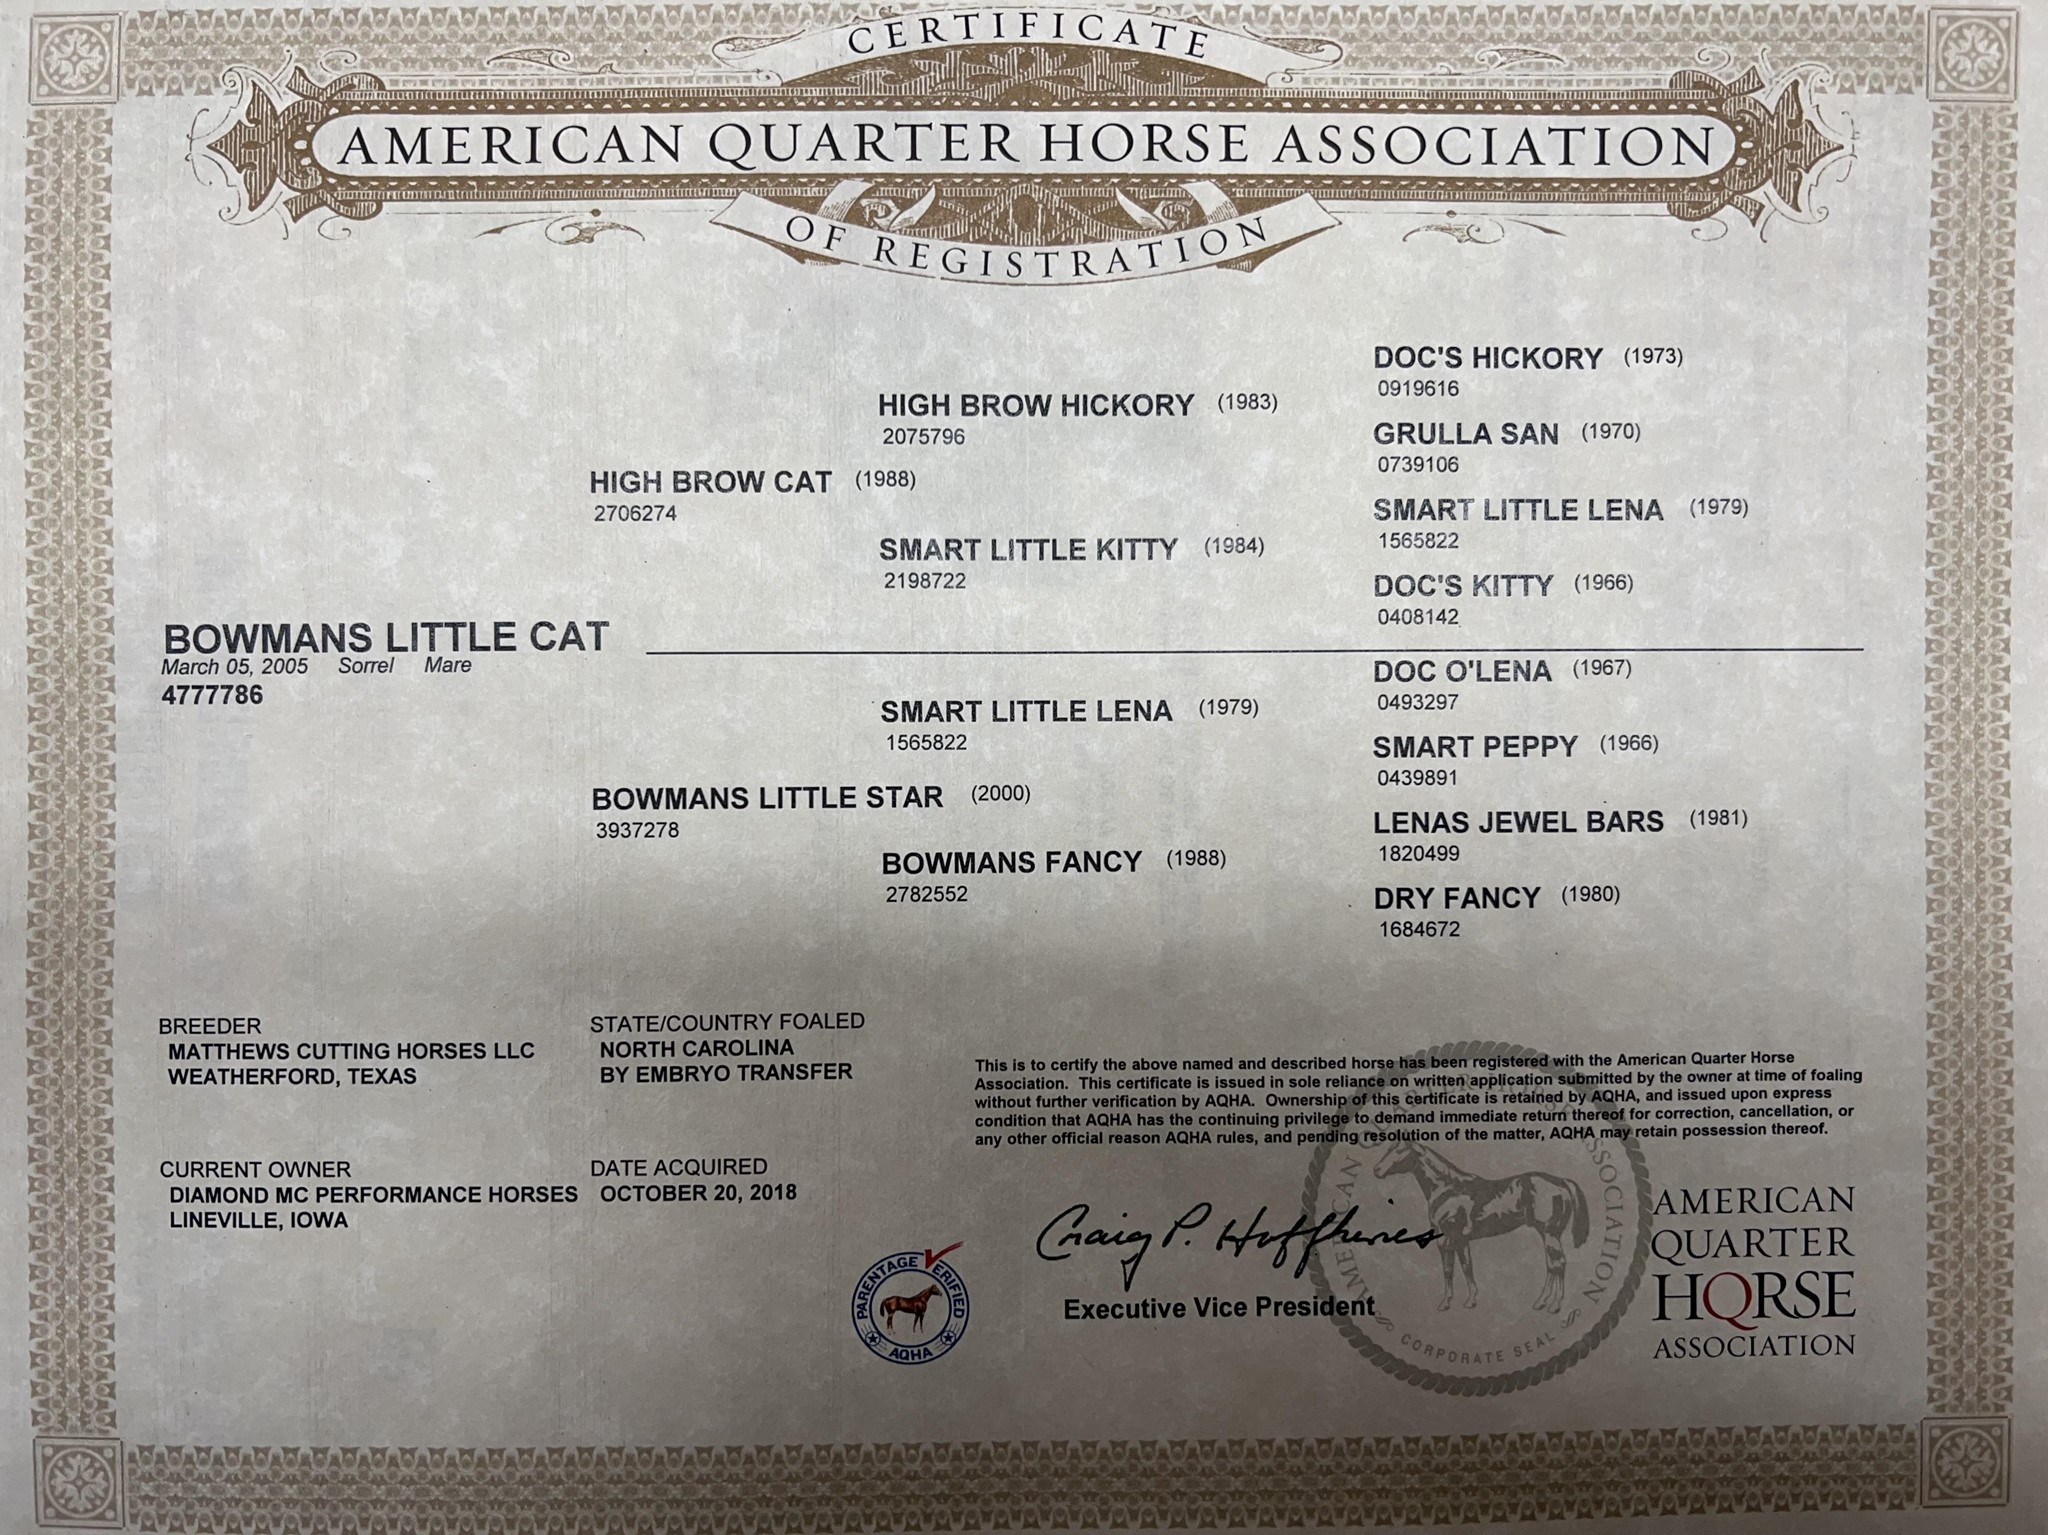 CERTIFICATE
AMERICAN QUARTER HORSE ASSOCIATION
OF REGISTRATION
DOC'S HICKORY (1973)
0919616
HIGH BROW HICKORY (1983)
2075796
GRULLA SAN (1970)
0739106
HIGH BROW CAT (1988)
2706274
SMART LITTLE LENA (1979)
1565822
SMART LITTLE KITTY (1984)
2198722
DOC'S KITTY (1966)
0408142
BOWMANS LITTLE CAT
March 05, 2005 Sorrel Mare
4777786
DOC O'LENA (1967)
0493297
SMART LITTLE LENA (1979)
1565822
SMART PEPPY (1966)
0439891
BOWMANS LITTLE STAR (2000)
3937278
LENAS JEWEL BARS (1981)
1820499
BOWMANS FANCY (1988)
2782552
DRY FANCY (1980)
1684672
BREEDER
MATTHEWS CUTTING HORSES LLC
WEATHERFORD, TEXAS
STATE/COUNTRY FOALED
NORTH CAROLINA
BY EMBRYO TRANSFER
This is to certify the above named and described horse has been registered with the American Quarter Horse
Association. This certificate is issued in sole reliance on written application submitted by the owner at time of foaling
without further verification by AQHA. Ownership of this certificate is retained by AQHA, and issued upon express
condition that AQHA has the continuing privilege to demand immediate return thereof for correction, cancellation, or
any other official reason AQHA rules, and pending resolution of the matter, AQHA may retain possession thereof.
CURRENT OWNER
DIAMOND MC PERFORMANCE HORSES
LINEVILLE, IOWA
DATE ACQUIRED
OCTOBER 20, 2018
PARENTAGE VERIFIED
AQHA
Craig P. Huffhines
Executive Vice President
AMERICAN QUARTER HORSE ASSOCIATION
CORPORATE SEAL
AMERICAN
QUARTER
HORSE
ASSOCIATION